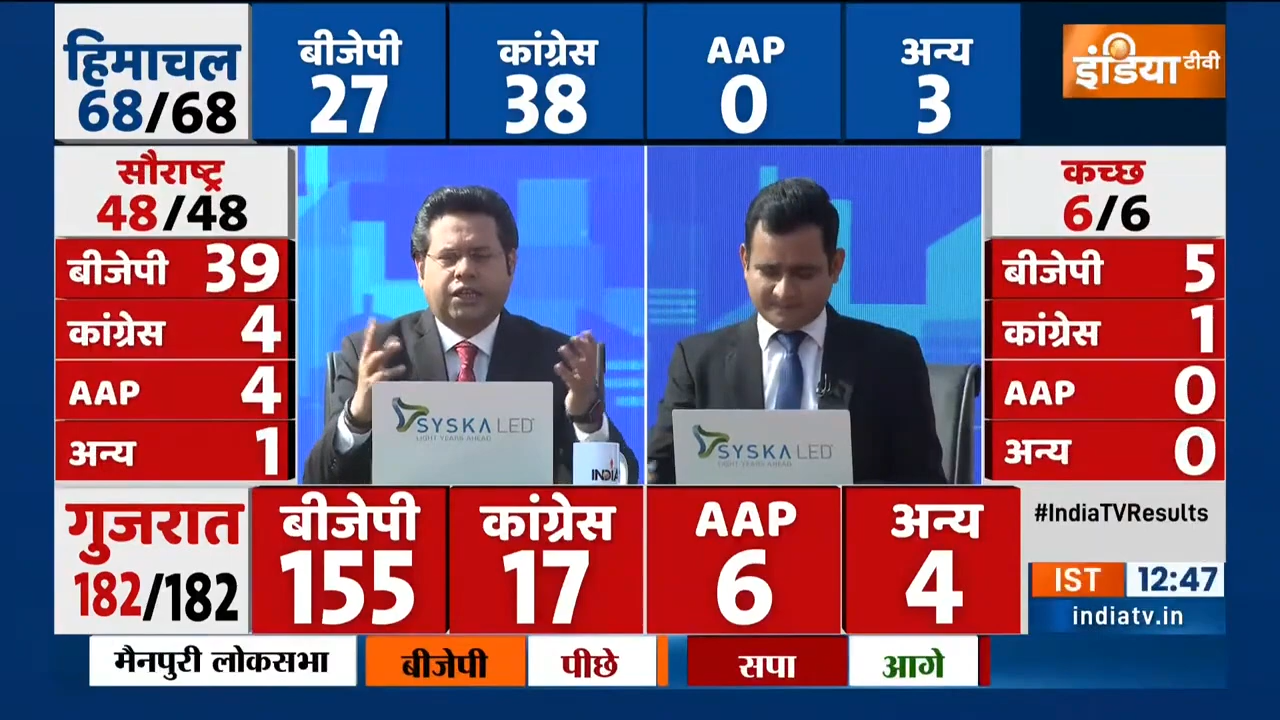 हिमाचल
68/68
बीजेपी
27
कांग्रेस
38
AAP
0
अन्य
3
इंडिया टीवी
सौराष्ट्र
48/48
बीजेपी 39
कांग्रेस 4
AAP 4
अन्य 1
SYSKA LED
LIGHT YEARS AHEAD
INDIA
SYSKA LED
LIGHT YEARS AHEAD
कच्छ
6/6
बीजेपी 5
कांग्रेस 1
AAP 0
अन्य 0
गुजरात
182/182
बीजेपी
155
कांग्रेस
17
AAP
6
अन्य
4
#IndiaTVResults
IST 12:47
indiatv.in
मैनपुरी लोकसभा बीजेपी पीछे सपा आगे